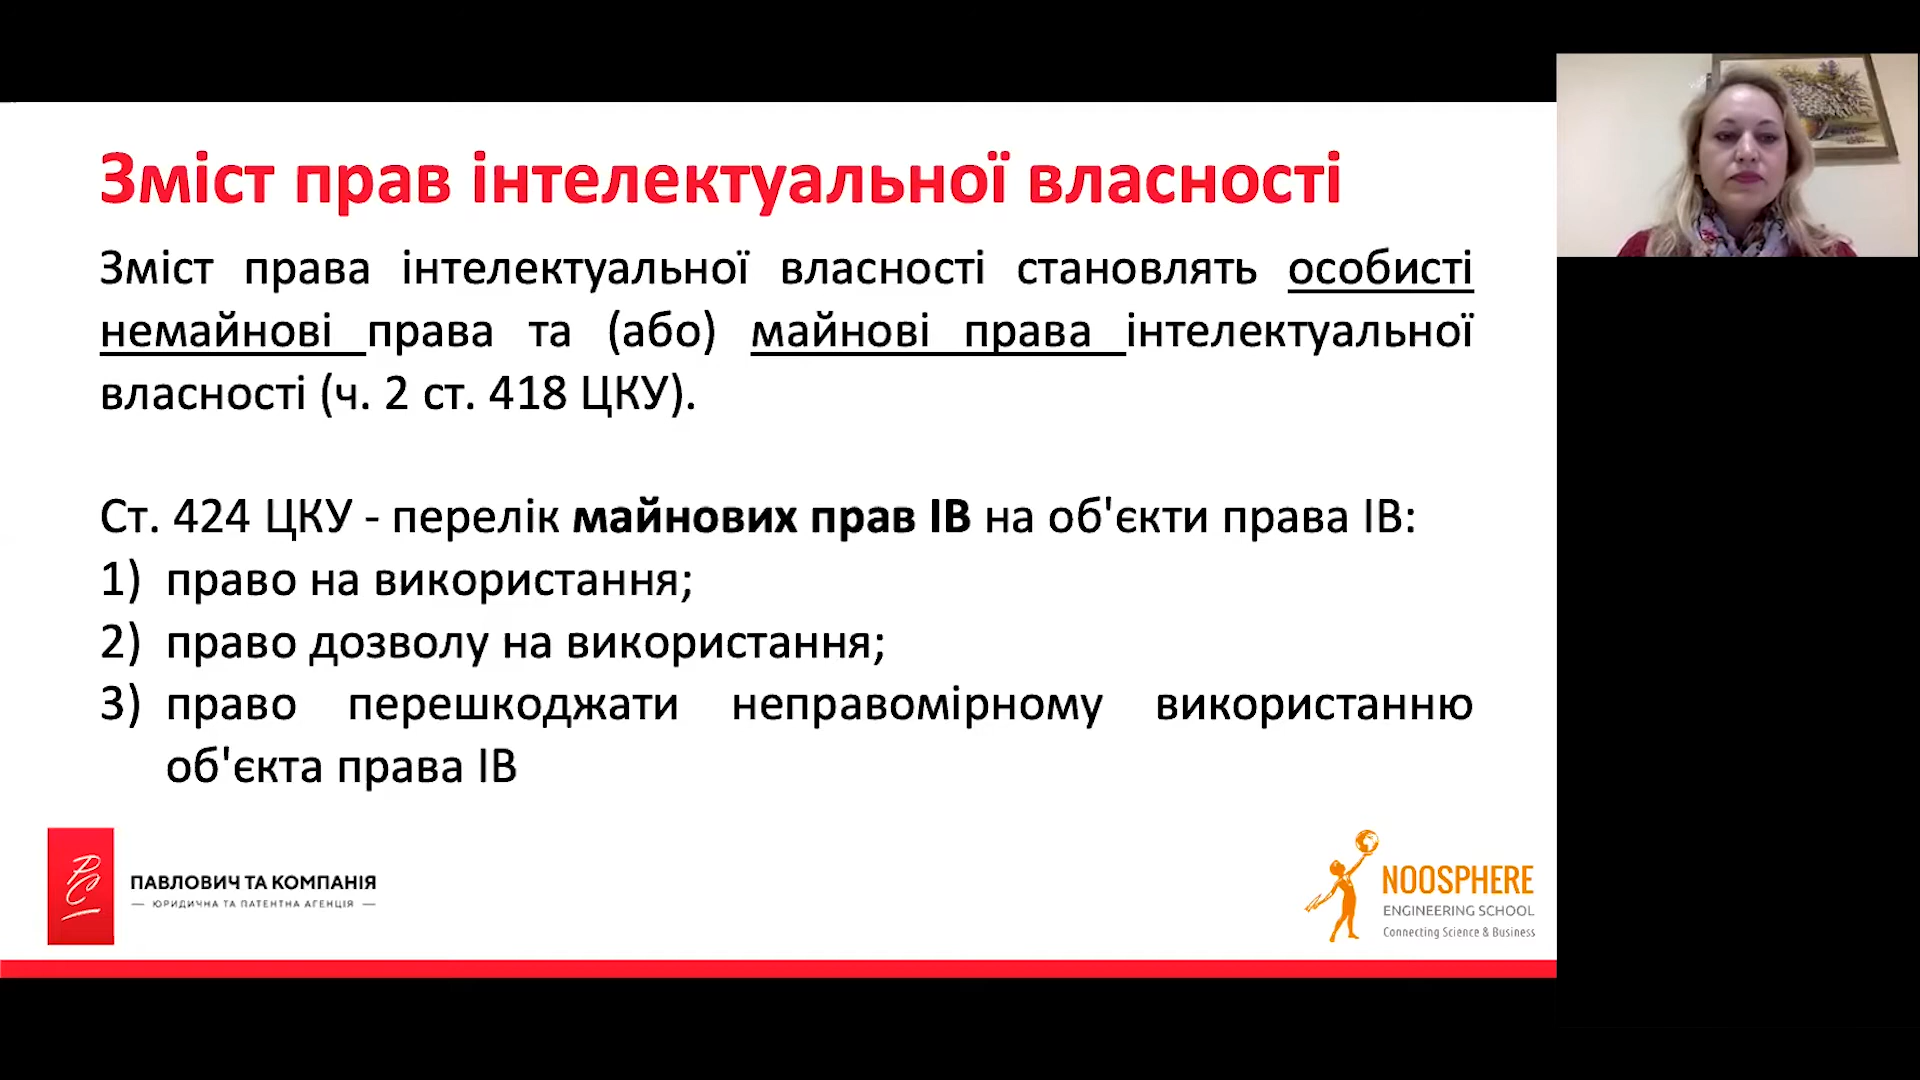 Зміст прав інтелектуальної власності
Зміст права інтелектуальної власності становлять особисті
немайнові права та (або) майнові права інтелектуальної
власності (ч. 2 ст. 418 ЦКУ).
Ст. 424 ЦКУ - перелік майнових прав ІВ на об'єкти права ІВ:
1) право на використання;
2) право дозволу на використання;
3) право перешкоджати неправомірному використанню
об'єкта права ІВ
ПАВЛОВИЧ ТА КОМПАНІЯ
— ЮРИДИЧНА ТА ПАТЕНТНА АГЕНЦІЯ —
NOOSPHERE
ENGINEERING SCHOOL
Connecting Science & Business